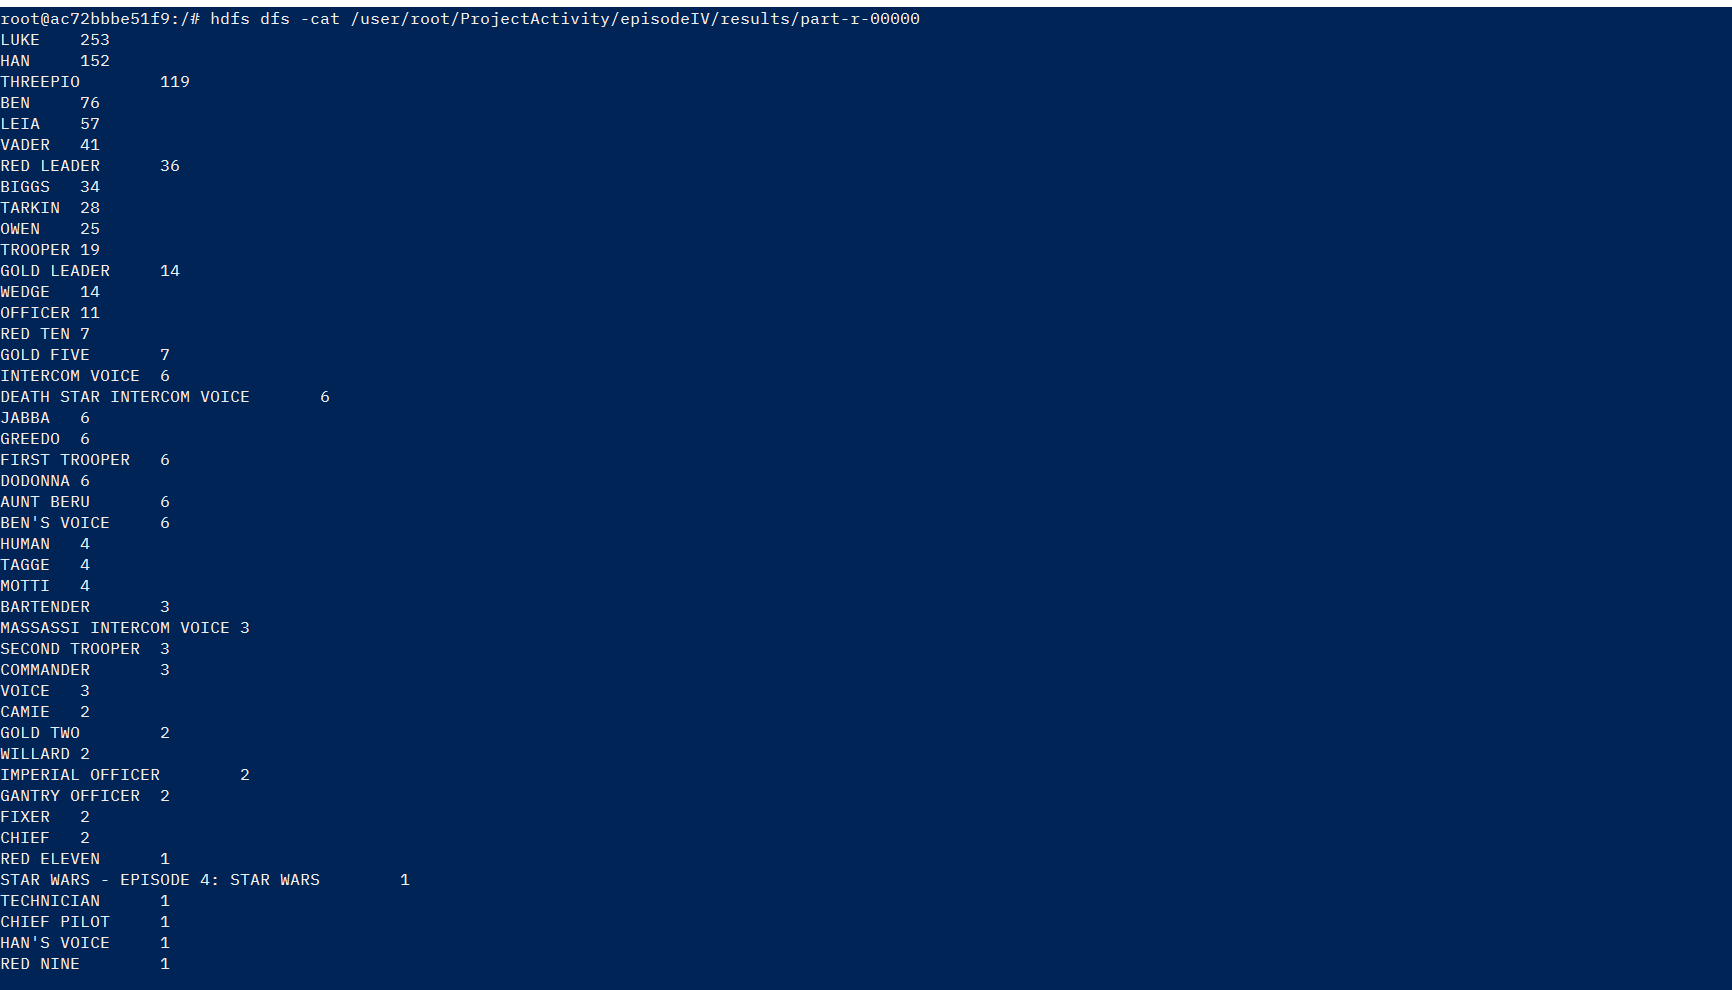 root@ac72bbbe51f9:/# hdfs dfs -cat /user/root/ProjectActivity/episodeIV/results/part-r-00000
LUKE	253
HAN	152
THREEPIO	119
BEN	76
LEIA	57
VADER	41
RED LEADER	36
BIGGS	34
TARKIN	28
OWEN	25
TROOPER	19
GOLD LEADER	14
WEDGE	14
OFFICER	11
RED TEN	7
GOLD FIVE	7
INTERCOM VOICE	6
DEATH STAR INTERCOM VOICE	6
JABBA	6
GREEDO	6
FIRST TROOPER	6
DODONNA	6
AUNT BERU	6
BEN'S VOICE	6
HUMAN	4
TAGGE	4
MOTTI	4
BARTENDER	3
MASSASSI INTERCOM VOICE	3
SECOND TROOPER	3
COMMANDER	3
VOICE	3
CAMIE	2
GOLD TWO	2
WILLARD	2
IMPERIAL OFFICER	2
GANTRY OFFICER	2
FIXER	2
CHIEF	2
RED ELEVEN	1
STAR WARS - EPISODE 4: STAR WARS	1
TECHNICIAN	1
CHIEF PILOT	1
HAN'S VOICE	1
RED NINE	1